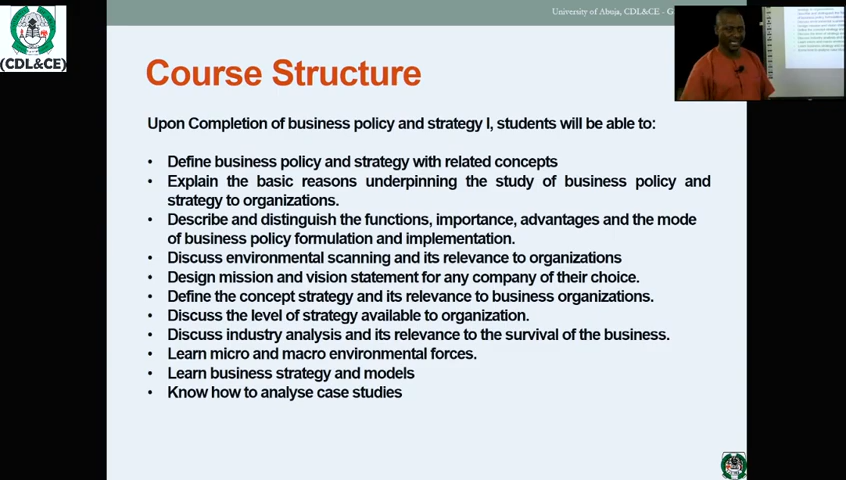 University of Abuja, CDL&CE - G
(CDL&CE)
Course Structure
Upon Completion of business policy and strategy I, students will be able to:
• Define business policy and strategy with related concepts
• Explain the basic reasons underpinning the study of business policy and
strategy to organizations.
• Describe and distinguish the functions, importance, advantages and the mode
of business policy formulation and implementation.
• Discuss environmental scanning and its relevance to organizations
• Design mission and vision statement for any company of their choice.
• Define the concept strategy and its relevance to business organizations.
• Discuss the level of strategy available to organization.
• Discuss industry analysis and its relevance to the survival of the business.
• Learn micro and macro environmental forces.
• Learn business strategy and models
• Know how to analyse case studies